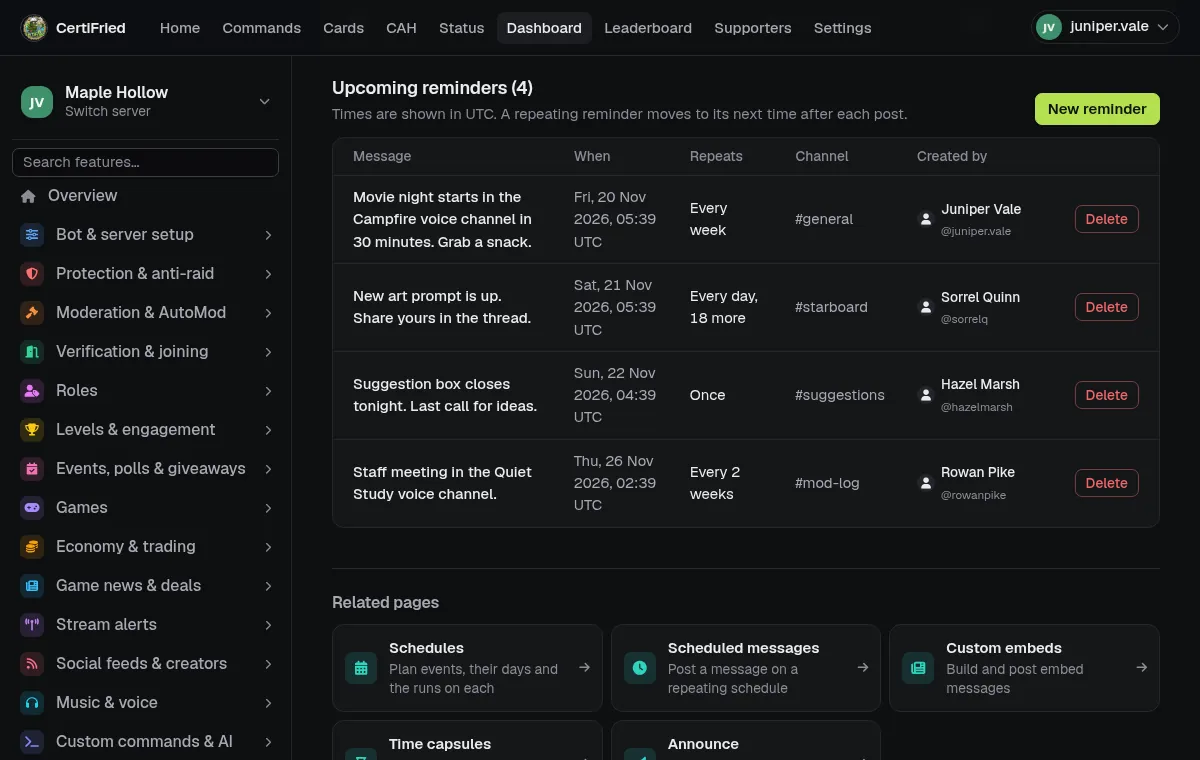 CertiFried
Home
Commands
Cards
CAH
Status
Dashboard
Leaderboard
Supporters
Settings
JV
juniper.vale
JV
Maple Hollow
Switch server
Search features...
Overview
Bot & server setup
Protection & anti-raid
Moderation & AutoMod
Verification & joining
Roles
Levels & engagement
Events, polls & giveaways
Games
Economy & trading
Game news & deals
Stream alerts
Social feeds & creators
Music & voice
Custom commands & AI
Upcoming reminders (4)
Times are shown in UTC. A repeating reminder moves to its next time after each post.
New reminder
Message
When
Repeats
Channel
Created by
Movie night starts in the
Campfire voice channel in
30 minutes. Grab a snack.
Fri, 20 Nov
2026, 05:39
UTC
Every
week
#general
Juniper Vale
@juniper.vale
Delete
New art prompt is up.
Share yours in the thread.
Sat, 21 Nov
2026, 05:39
UTC
Every day,
18 more
#starboard
Sorrel Quinn
@sorrelq
Delete
Suggestion box closes
tonight. Last call for ideas.
Sun, 22 Nov
2026, 04:39
UTC
Once
#suggestions
Hazel Marsh
@hazelmarsh
Delete
Staff meeting in the Quiet
Study voice channel.
Thu, 26 Nov
2026, 02:39
UTC
Every 2
weeks
#mod-log
Rowan Pike
@rowanpike
Delete
Related pages
Schedules
Plan events, their days and
the runs on each
Scheduled messages
Post a message on a
repeating schedule
Custom embeds
Build and post embed
messages
Time capsules
Announce